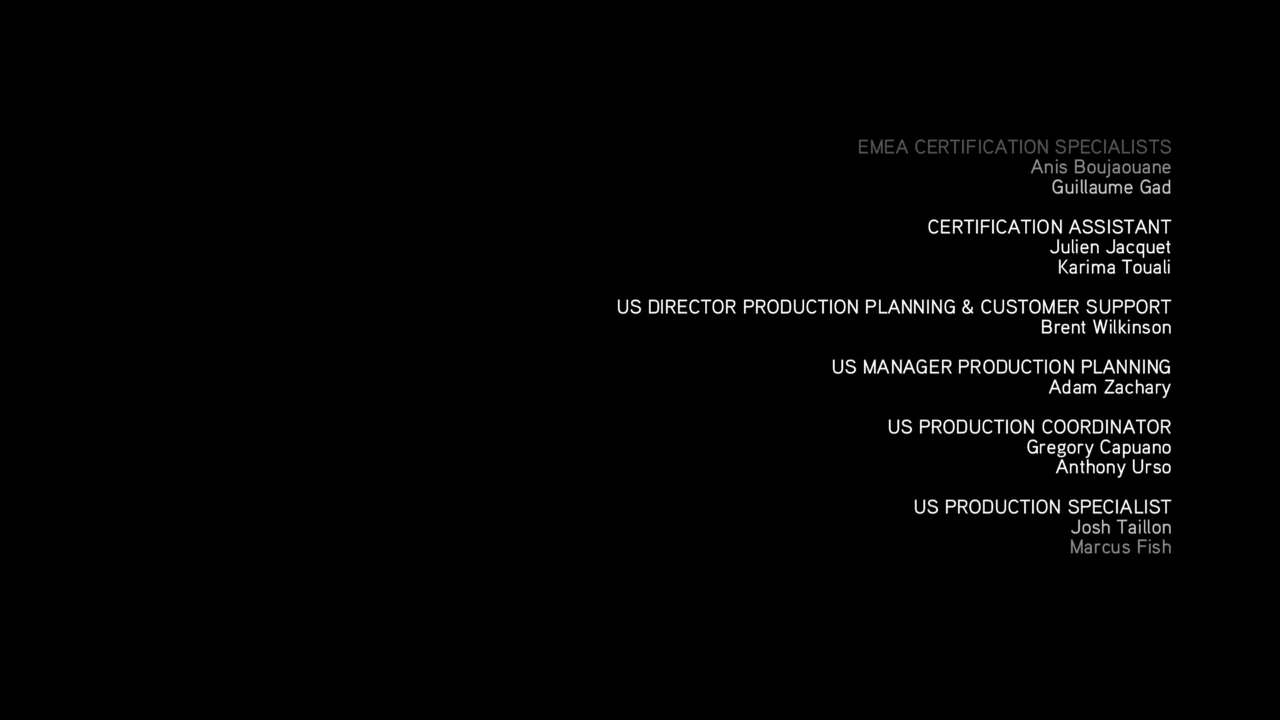 EMEA CERTIFICATION SPECIALISTS
Anis Boujaouane
Guillaume Gad
CERTIFICATION ASSISTANT
Julien Jacquet
Karima Touali
US DIRECTOR PRODUCTION PLANNING & CUSTOMER SUPPORT
Brent Wilkinson
US MANAGER PRODUCTION PLANNING
Adam Zachary
US PRODUCTION COORDINATOR
Gregory Capuano
Anthony Urso
US PRODUCTION SPECIALIST
Josh Taillon
Marcus Fish